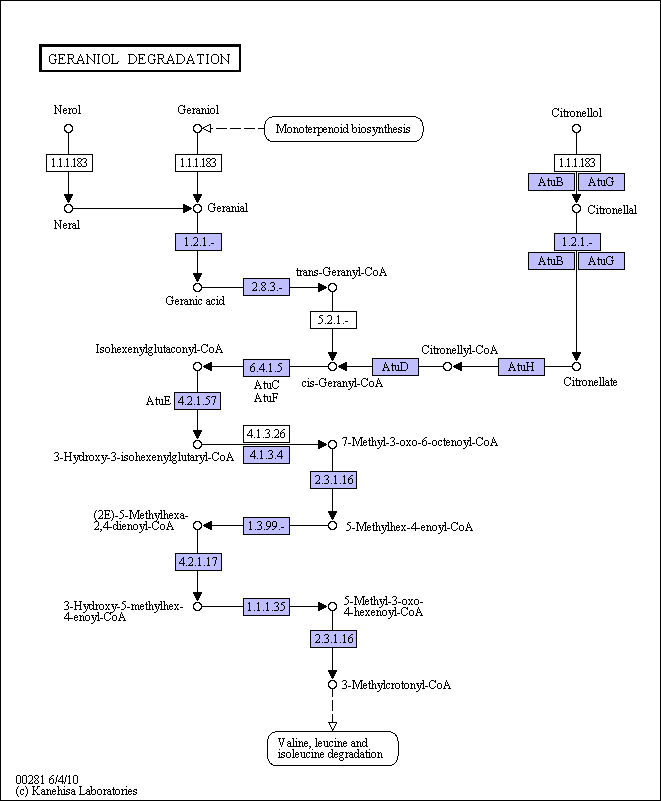 GERANIOL DEGRADATION
Nerol
Geraniol
Citronellol
Monoterpenoid biosynthesis
1.1.1.183
1.1.1.183
1.1.1.183
AtuB
AtuG
Neral
Geranial
Citronellal
1.2.1.-
1.2.1.-
AtuB
AtuG
trans-Geranyl-CoA
2.8.3.-
Geranic acid
5.2.1.-
Isohexenylglutaconyl-CoA
Citronellyl-CoA
6.4.1.5
AtuD
AtuH
AtuC
AtuF
cis-Geranyl-CoA
Citronellate
AtuE
4.2.1.57
4.1.3.26
7-Methyl-3-oxo-6-octenoyl-CoA
3-Hydroxy-3-isohexenylglutaryl-CoA
4.1.3.4
2.3.1.16
(2E)-5-Methylhexa-
2,4-dienoyl-CoA
1.3.99.-
5-Methylhex-4-enoyl-CoA
4.2.1.17
3-Hydroxy-5-methylhex-
4-enoyl-CoA
1.1.1.35
5-Methyl-3-oxo-
4-hexenoyl-CoA
2.3.1.16
3-Methylcrotonyl-CoA
Valine, leucine and
isoleucine degradation
00281 6/4/10
(c) Kanehisa Laboratories